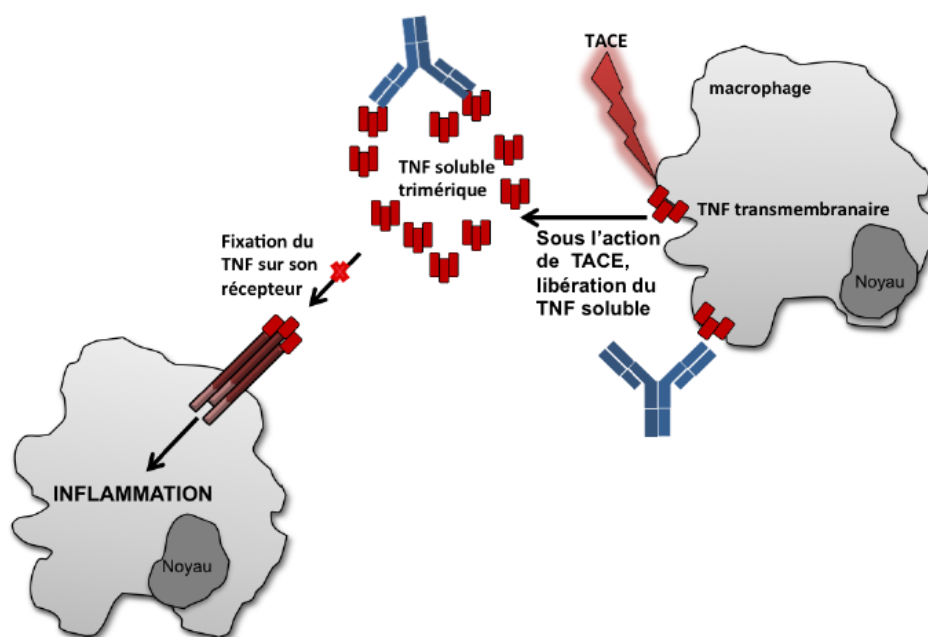 TACE
macrophage
TNF soluble
trimérique
TNF transmembranaire
Sous l'action
de TACE,
libération du
TNF soluble
Noyau
Fixation du
TNF sur son
récepteur
INFLAMMATION
Noyau